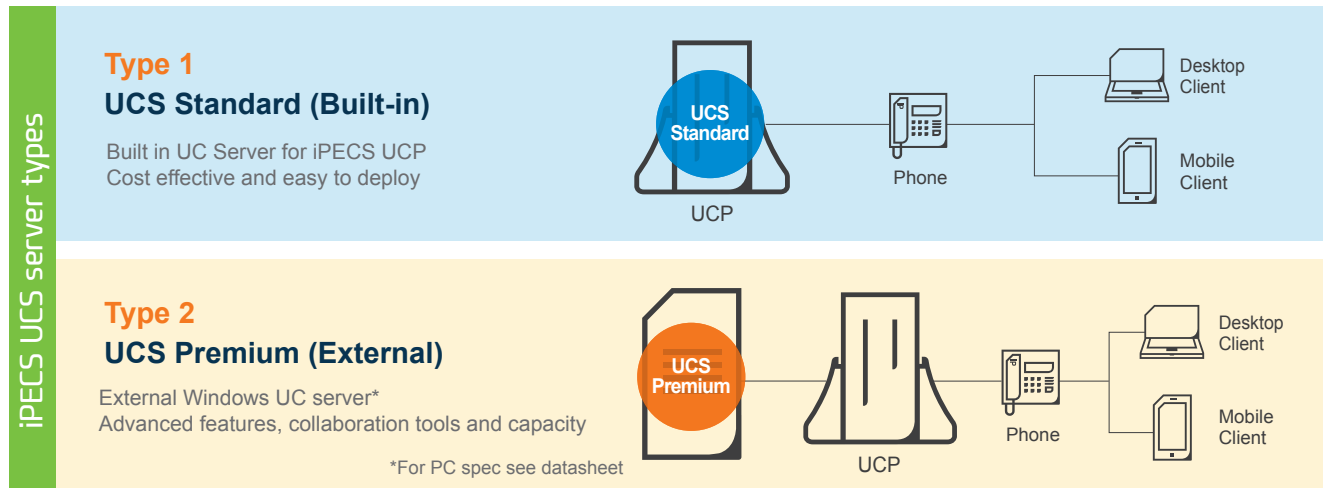 iPECS UCS server types
Type 1
UCS Standard (Built-in)
Built in UC Server for iPECS UCP
Cost effective and easy to deploy
UCS
Standard
UCP
Phone
Desktop
Client
Mobile
Client
Type 2
UCS Premium (External)
External Windows UC server*
Advanced features, collaboration tools and capacity
*For PC spec see datasheet
UCS
Premium
UCP
Phone
Desktop
Client
Mobile
Client